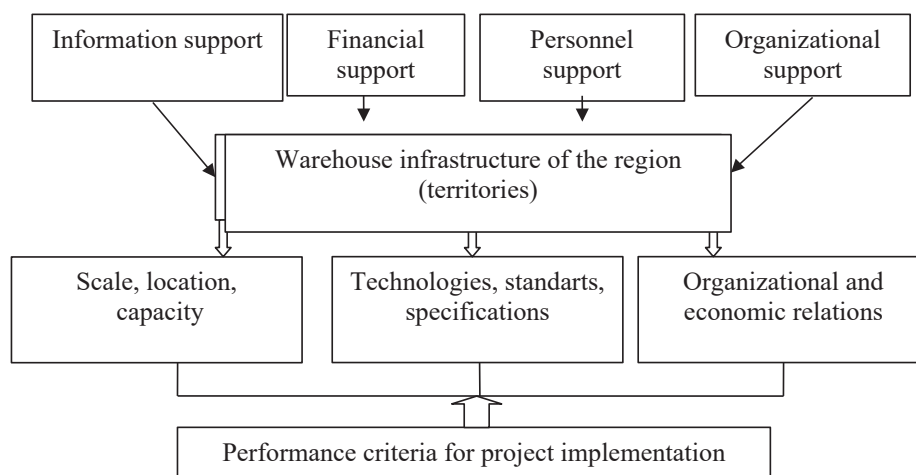 Information support
Financial
support
Personnel
support
Organizational
support
Warehouse infrastructure of the region
(territories)
Scale, location,
capacity
Technologies, standarts,
specifications
Organizational and
economic relations
Performance criteria for project implementation